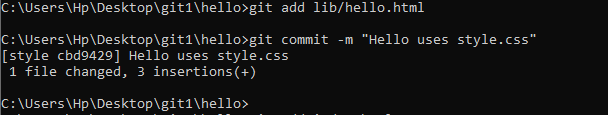 C:\Users\Hp\Desktop\git1\hello>git add lib/hello.html
C:\Users\Hp\Desktop\git1\hello>git commit -m "Hello uses style.css"
[style cbd9429] Hello uses style.css
 1 file changed, 3 insertions(+)
C:\Users\Hp\Desktop\git1\hello>